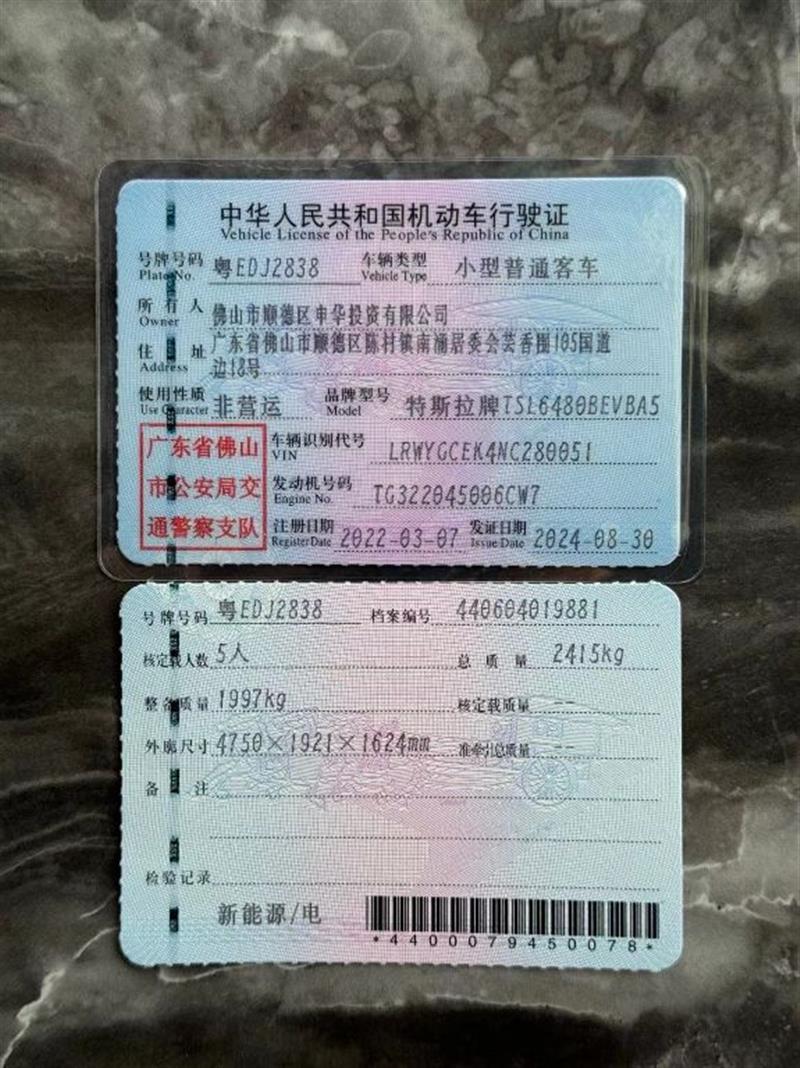 中华人民共和国机动车行驶证
Vehicle License of the People's Republic of China
号牌号码 粤EDJ2838 车辆类型 小型普通客车
Plate No. Vehicle Type
所有人 佛山市顺德区申华投资有限公司
Owner
住址 广东省佛山市顺德区陈村镇南涌居委会芸香围105国道
Address 边18号
使用性质 非营运 品牌型号 特斯拉牌TSL6480BEVBA5
Use Character Model
广东省佛山
市公安局交
通警察支队
车辆识别代号 LRWYGCEK4NC280051
VIN
发动机号码 TG322045006CW7
Engine No.
注册日期 2022-03-07 发证日期 2024-08-30
Register Date Issue Date
号牌号码 粤EDJ2838 档案编号 440604019881
核定载人数 5人 总质量 2415kg
整备质量 1997kg 核定载质量 --
外廓尺寸 4750×1921×1624mm 准牵引总质量 --
备注
检验记录
新能源/电
*4400079450078*